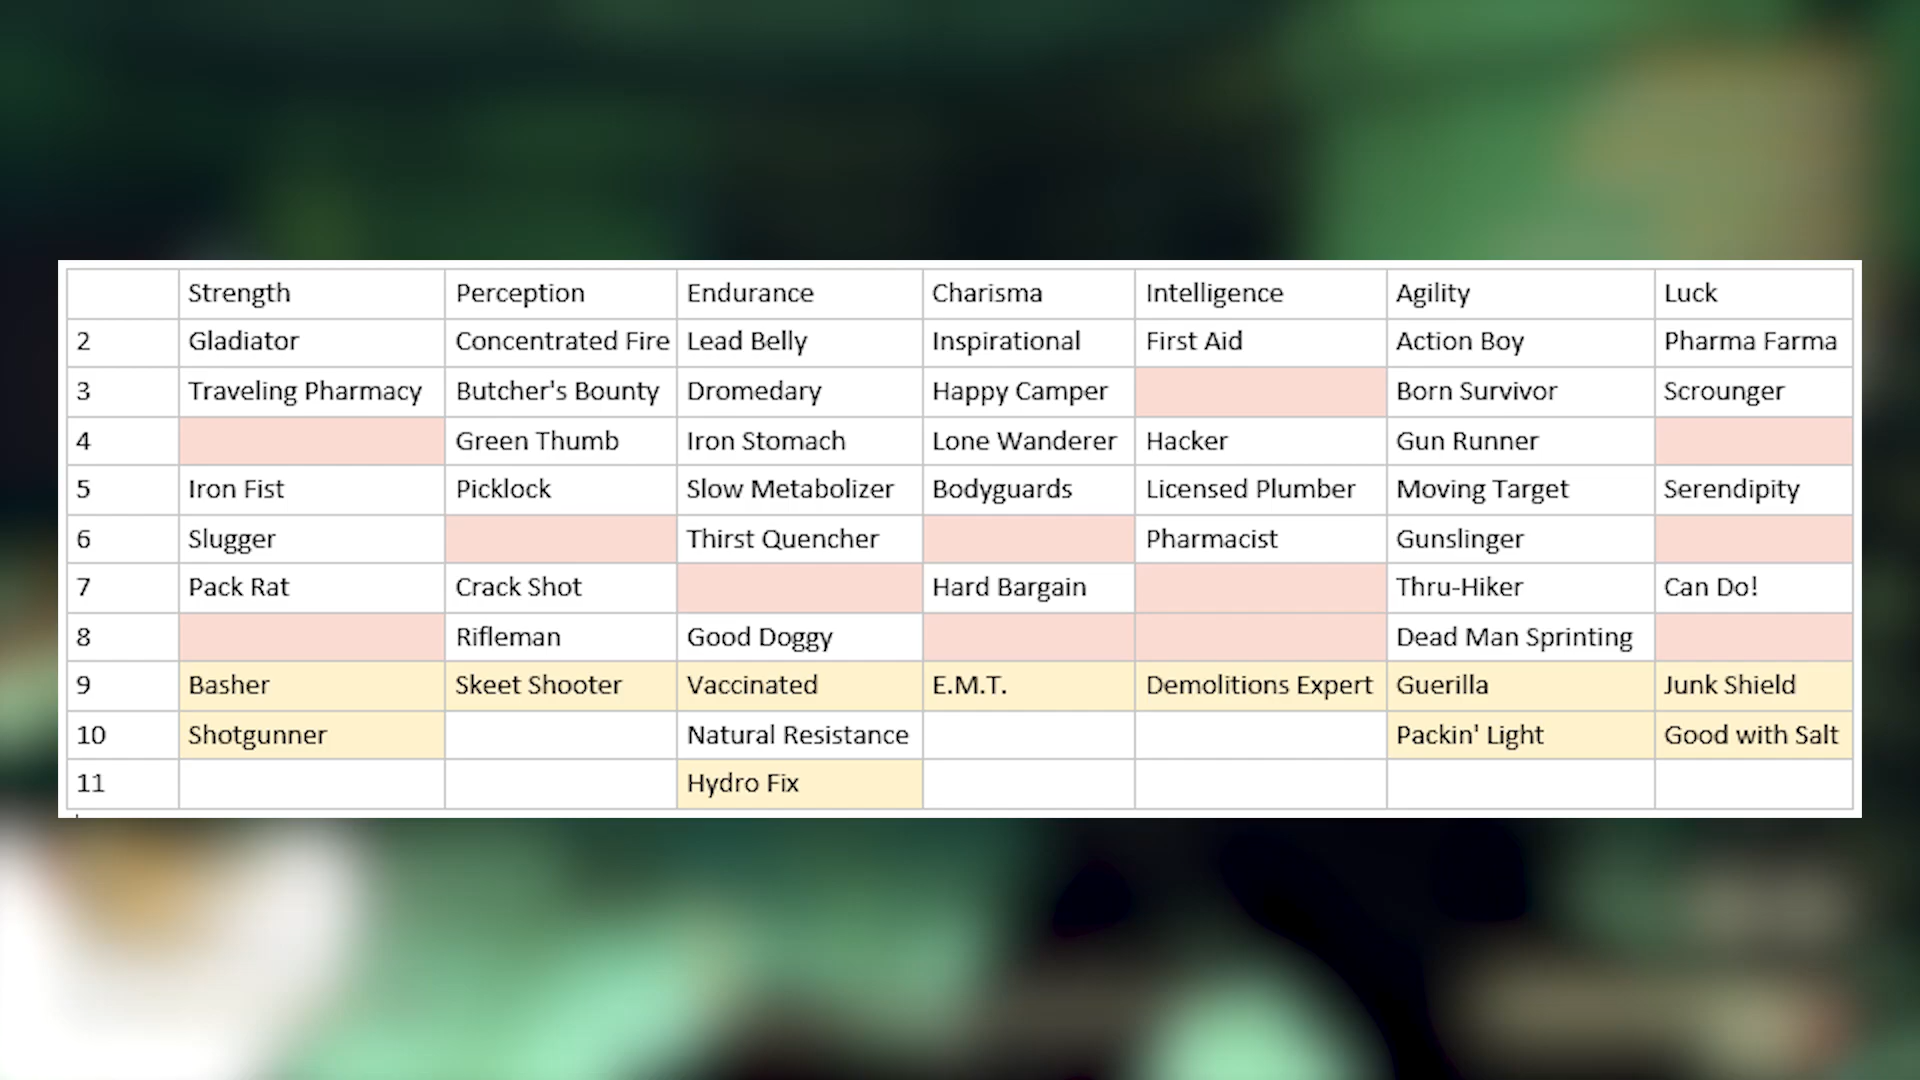 Strength Perception Endurance Charisma Intelligence Agility Luck
2 Gladiator Concentrated Fire Lead Belly Inspirational First Aid Action Boy Pharma Farma
3 Traveling Pharmacy Butcher's Bounty Dromedary Happy Camper Born Survivor Scrounger
4 Green Thumb Iron Stomach Lone Wanderer Hacker Gun Runner
5 Iron Fist Picklock Slow Metabolizer Bodyguards Licensed Plumber Moving Target Serendipity
6 Slugger Thirst Quencher Pharmacist Gunslinger
7 Pack Rat Crack Shot Hard Bargain Thru-Hiker Can Do!
8 Rifleman Good Doggy Dead Man Sprinting
9 Basher Skeet Shooter Vaccinated E.M.T. Demolitions Expert Guerilla Junk Shield
10 Shotgunner Natural Resistance Packin' Light Good with Salt
11 Hydro Fix